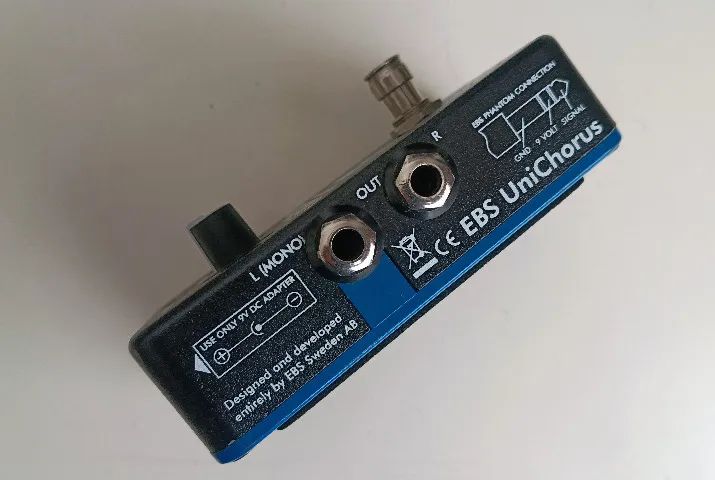 EBS PHANTOM CONNECTION
GND 9 VOLT SIGNAL
R
OUT
L (MONO)
CE EBS UniChorus
USE ONLY 9V DC ADAPTER
+ -
Designed and developed
entirely by EBS Sweden AB